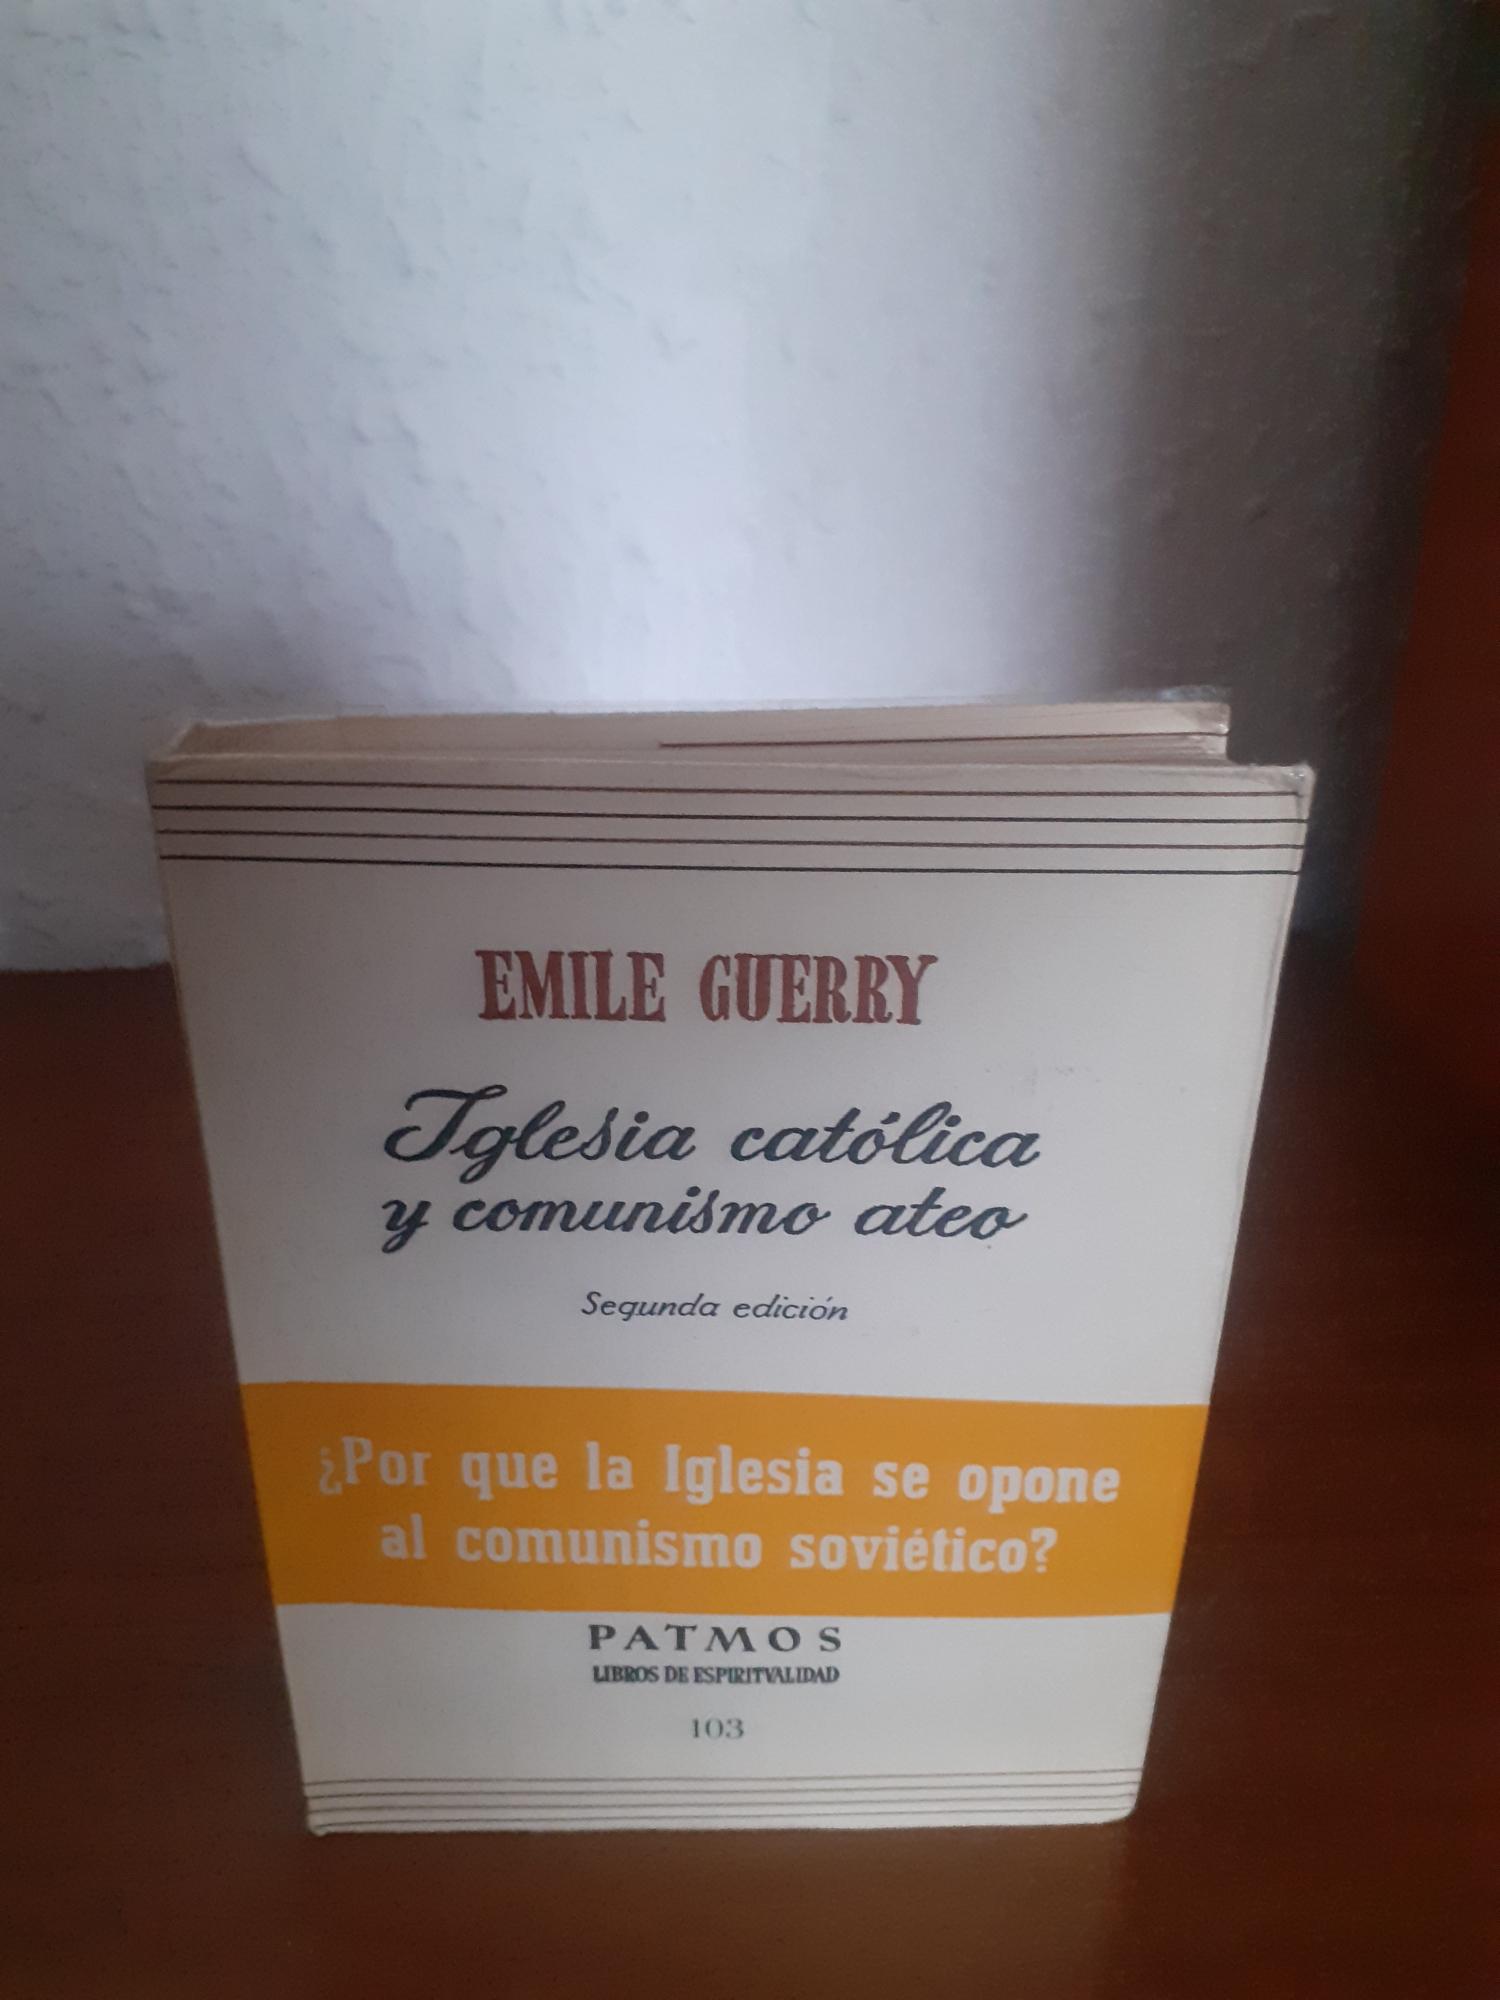 EMILE GUERRY
Iglesia católica
y comunismo ateo
Segunda edición
¿Por que la Iglesia se opone
al comunismo soviético?
PATMOS
LIBROS DE ESPIRITVALIDAD
103